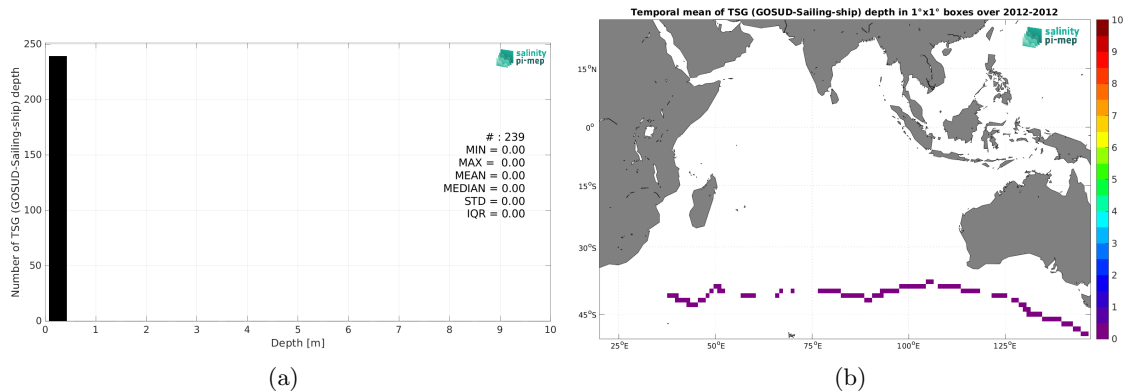 250
200
150
100
50
0
Number of TSG (GOSUD-Sailing-ship) depth
salinity
pi-mep
# : 239
MIN = 0.00
MAX = 0.00
MEAN = 0.00
MEDIAN = 0.00
STD = 0.00
IQR = 0.00
0 1 2 3 4 5 6 7 8 9 10
Depth [m]
(a)
Temporal mean of TSG (GOSUD-Sailing-ship) depth in 1°x1° boxes over 2012-2012
salinity
pi-mep
15°N
0°
15°S
30°S
45°S
25°E 50°E 75°E 100°E 125°E
10
9
8
7
6
5
4
3
2
1
0
(b)